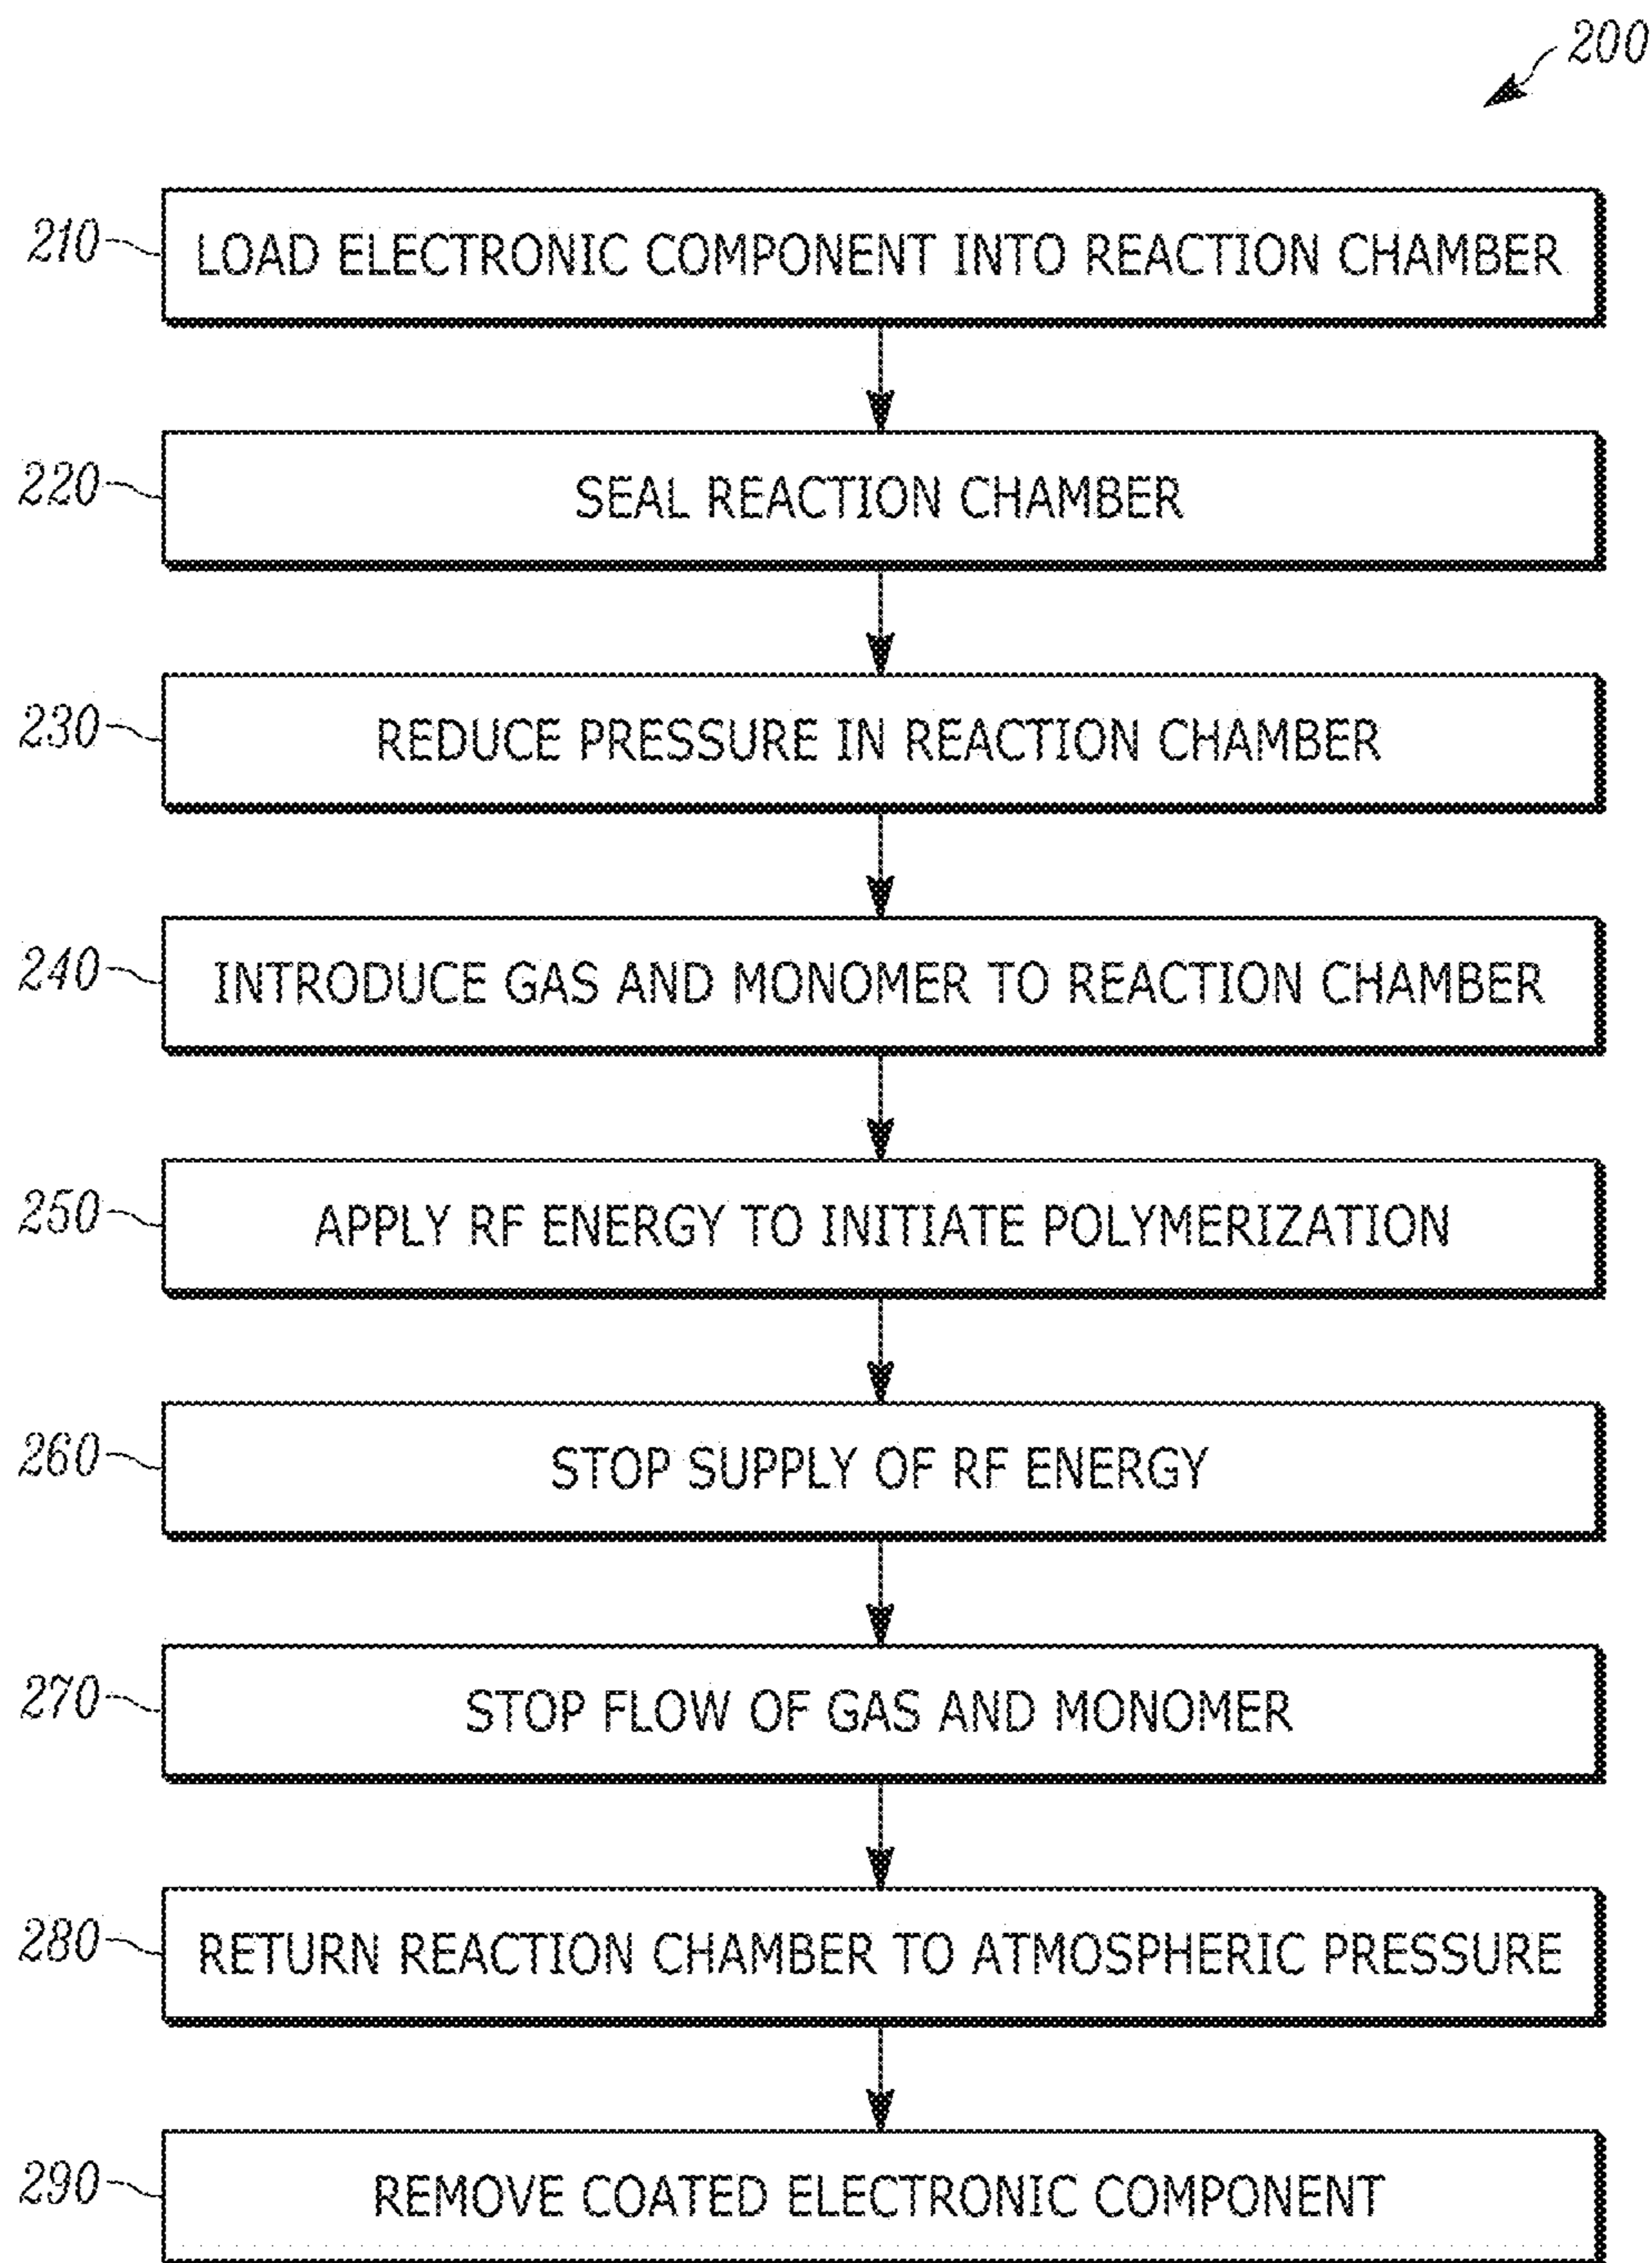 200
210 LOAD ELECTRONIC COMPONENT INTO REACTION CHAMBER
220 SEAL REACTION CHAMBER
230 REDUCE PRESSURE IN REACTION CHAMBER
240 INTRODUCE GAS AND MONOMER TO REACTION CHAMBER
250 APPLY RF ENERGY TO INITIATE POLYMERIZATION
260 STOP SUPPLY OF RF ENERGY
270 STOP FLOW OF GAS AND MONOMER
280 RETURN REACTION CHAMBER TO ATMOSPHERIC PRESSURE
290 REMOVE COATED ELECTRONIC COMPONENT